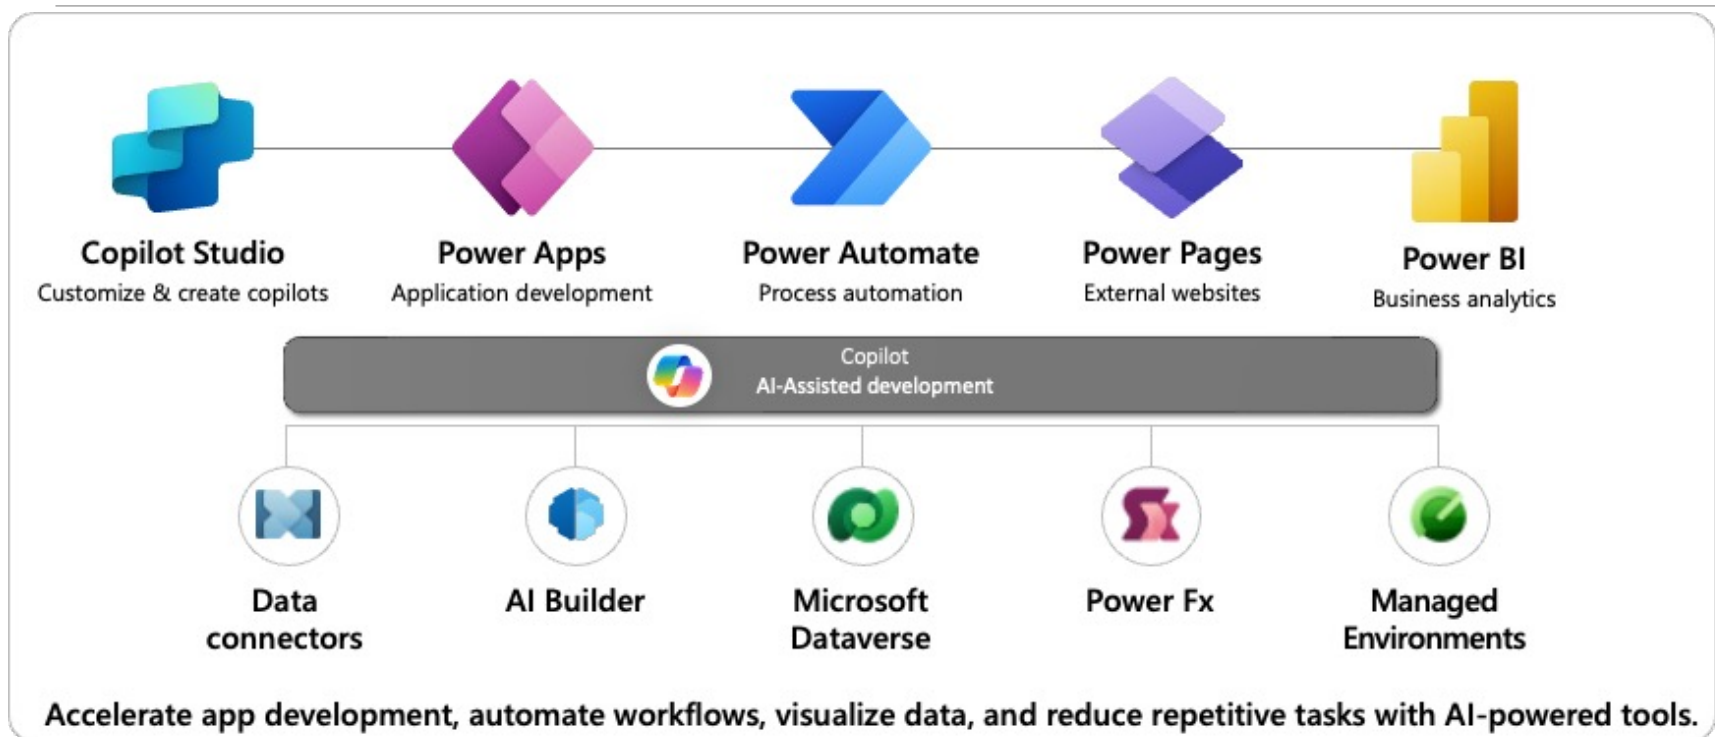 Copilot Studio
Customize & create copilots
Power Apps
Application development
Power Automate
Process automation
Power Pages
External websites
Power BI
Business analytics
Copilot
AI-Assisted development
Data
connectors
AI Builder
Microsoft
Dataverse
Power Fx
Managed
Environments
Accelerate app development, automate workflows, visualize data, and reduce repetitive tasks with AI-powered tools.